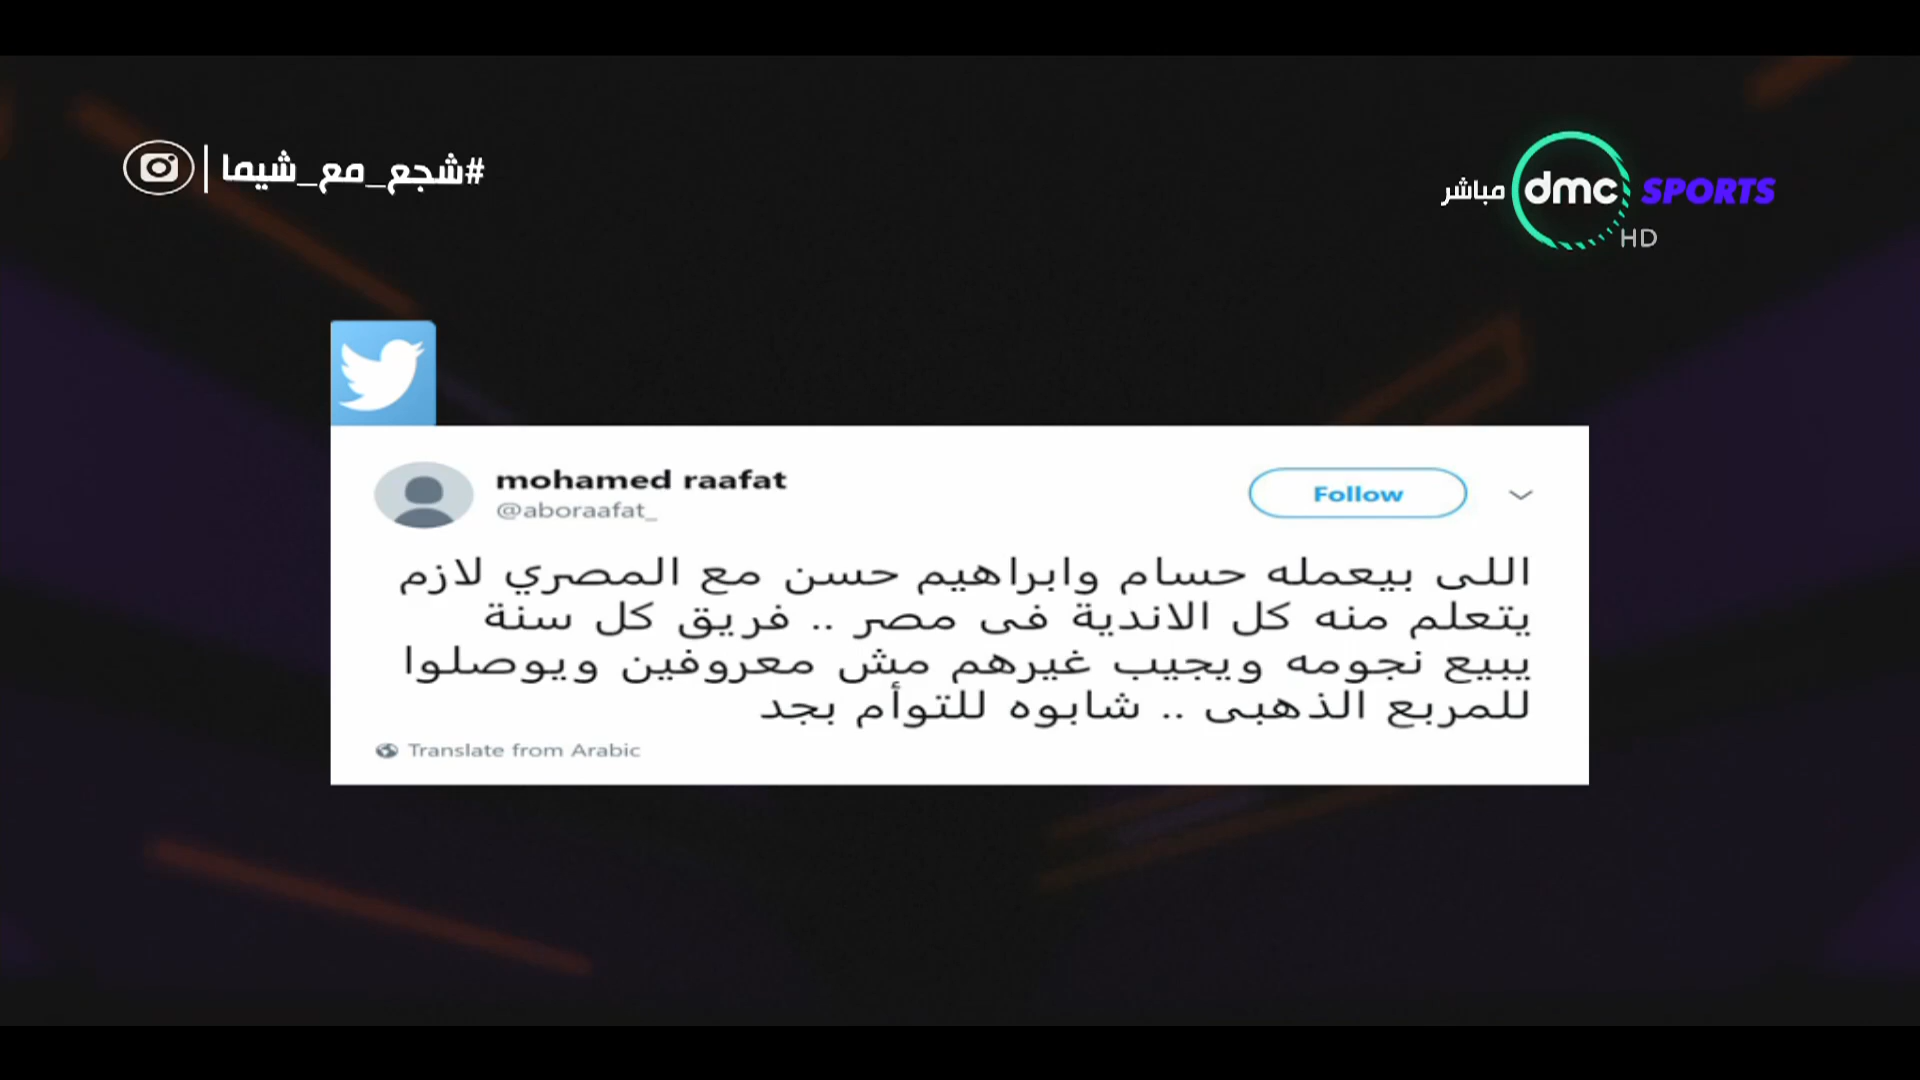 #شجع_مع_شيما
مباشر dmc SPORTS
HD
mohamed raafat
@aboraafat_
Follow
اللى بيعمله حسام وابراهيم حسن مع المصري لازم
يتعلم منه كل الاندية فى مصر .. فريق كل سنة
يبيع نجومه ويجيب غيرهم مش معروفين ويوصلوا
للمربع الذهبى .. شابوه للتوأم بجد
Translate from Arabic